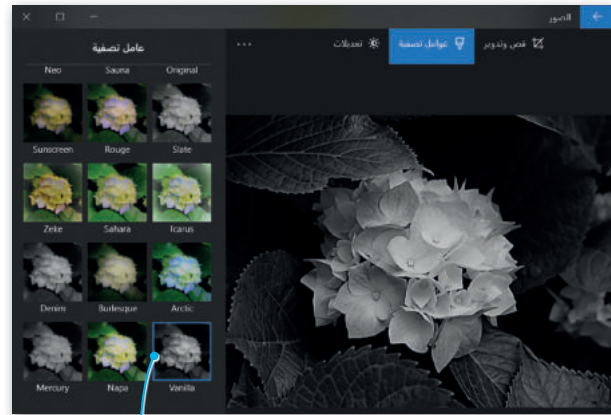 الصور
قص وتدوير
عوامل تصفية
تعديلات
عامل تصفية
Original Sauna Neo
Slate Rouge Sunscreen
Icarus Sahara Zeke
Arctic Burlesque Denim
Vanilla Napa Mercury